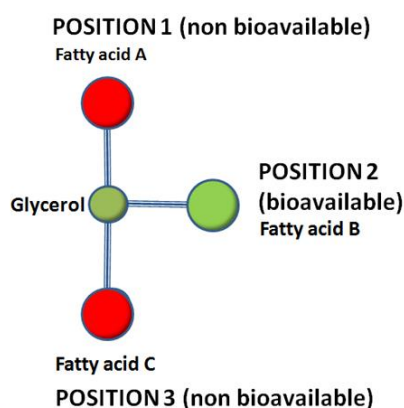 POSITION 1 (non bioavailable)
Fatty acid A
Glycerol
POSITION 2
(bioavailable)
Fatty acid B
Fatty acid C
POSITION 3 (non bioavailable)